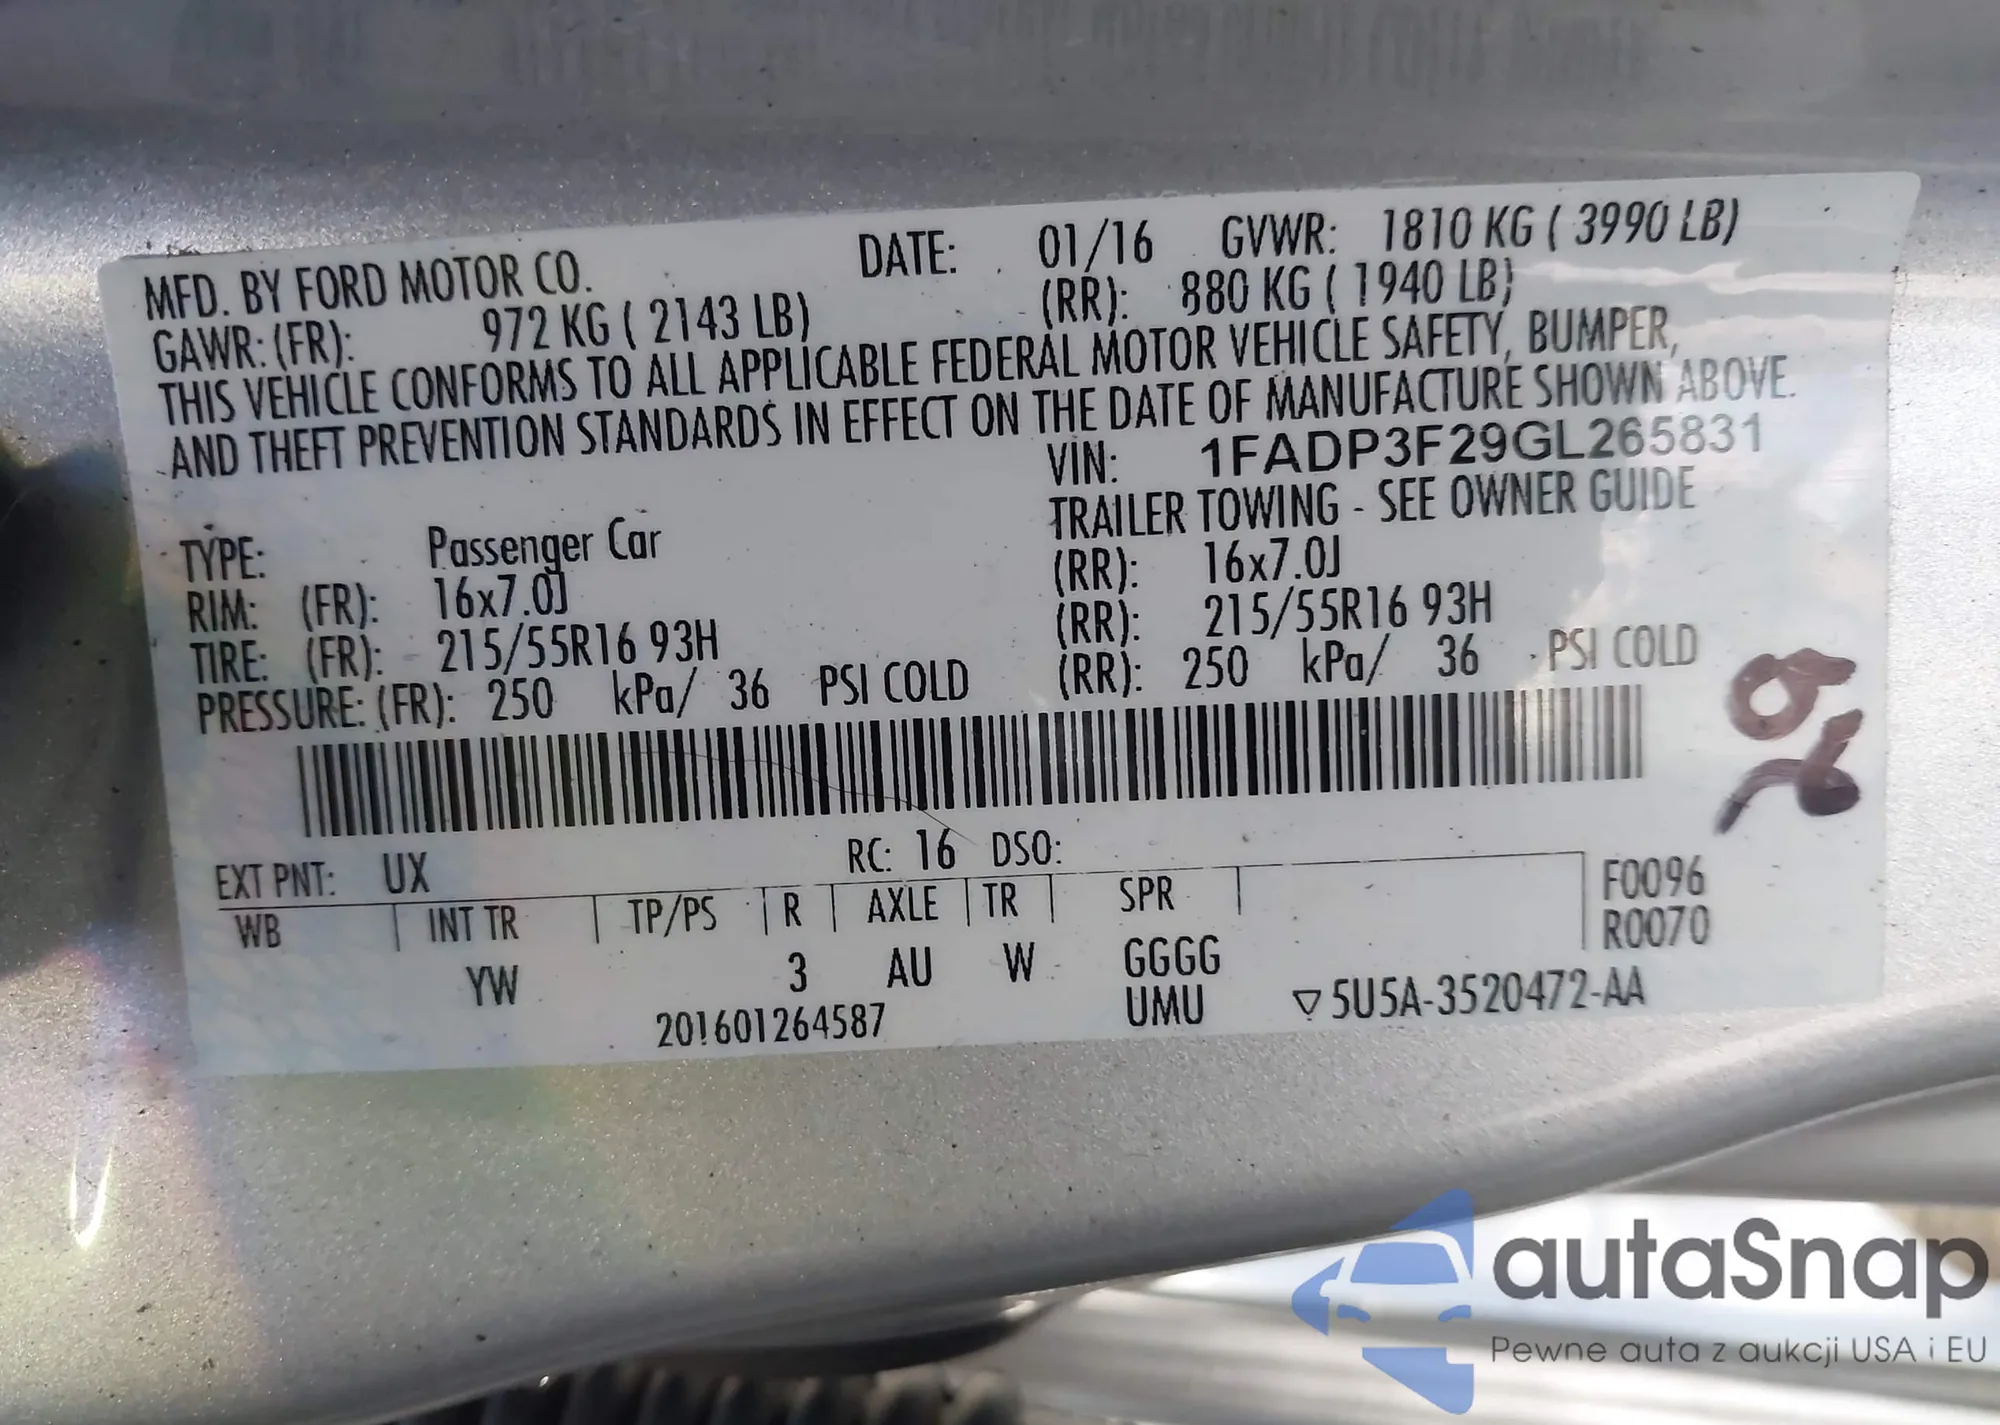 MFD. BY FORD MOTOR CO. DATE: 01/16 GVWR: 1810 KG ( 3990 LB)
GAWR: (FR): 972 KG ( 2143 LB) (RR): 880 KG ( 1940 LB)
THIS VEHICLE CONFORMS TO ALL APPLICABLE FEDERAL MOTOR VEHICLE SAFETY, BUMPER,
AND THEFT PREVENTION STANDARDS IN EFFECT ON THE DATE OF MANUFACTURE SHOWN ABOVE.
VIN: 1FADP3F29GL265831
TYPE: Passenger Car TRAILER TOWING - SEE OWNER GUIDE
RIM: (FR): 16x7.0J (RR): 16x7.0J
TIRE: (FR): 215/55R16 93H (RR): 215/55R16 93H
PRESSURE: (FR): 250 kPa/ 36 PSI COLD (RR): 250 kPa/ 36 PSI COLD
EXT PNT: UX RC: 16 DSO:
WB INT TR TP/PS R AXLE TR SPR F0096
R0070
YW 3 AU W GGGG
201601264587 UMU ▽5U5A-3520472-AA
autaSnap
Pewne auta z aukcji USA i EU